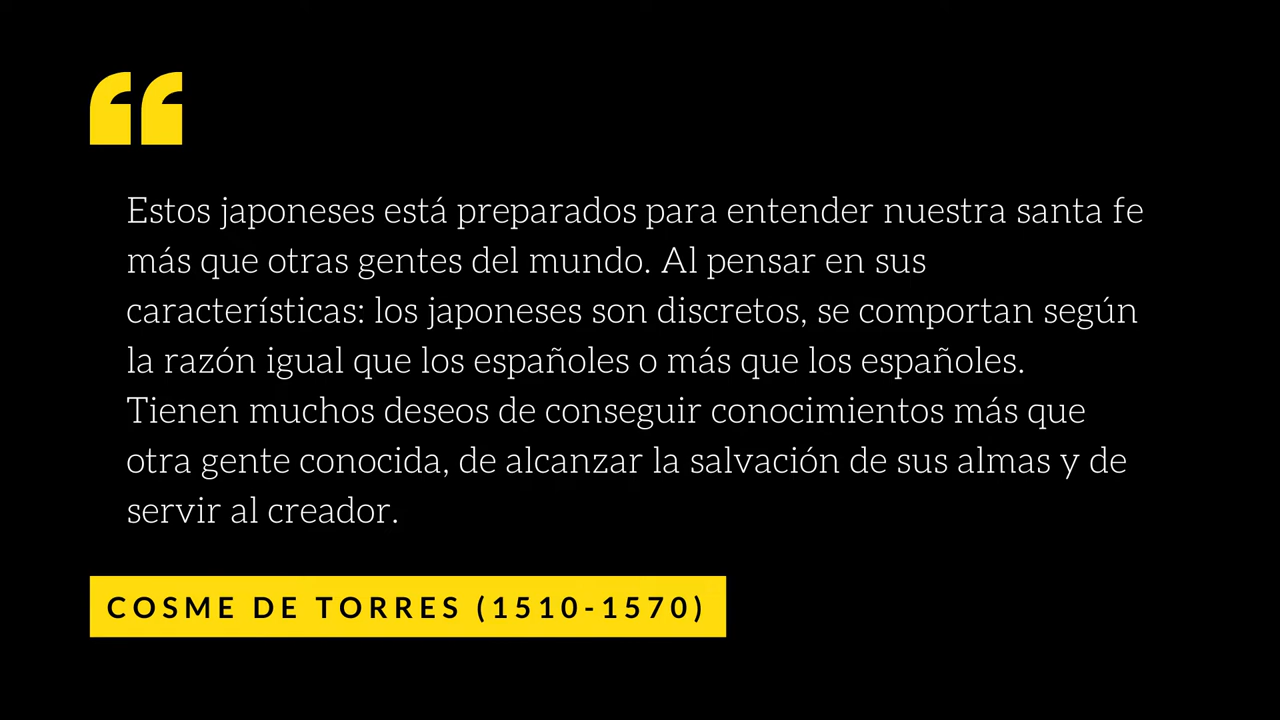 “
Estos japoneses está preparados para entender nuestra santa fe
más que otras gentes del mundo. Al pensar en sus
características: los japoneses son discretos, se comportan según
la razón igual que los españoles o más que los españoles.
Tienen muchos deseos de conseguir conocimientos más que
otra gente conocida, de alcanzar la salvación de sus almas y de
servir al creador.
COSME DE TORRES (1510-1570)